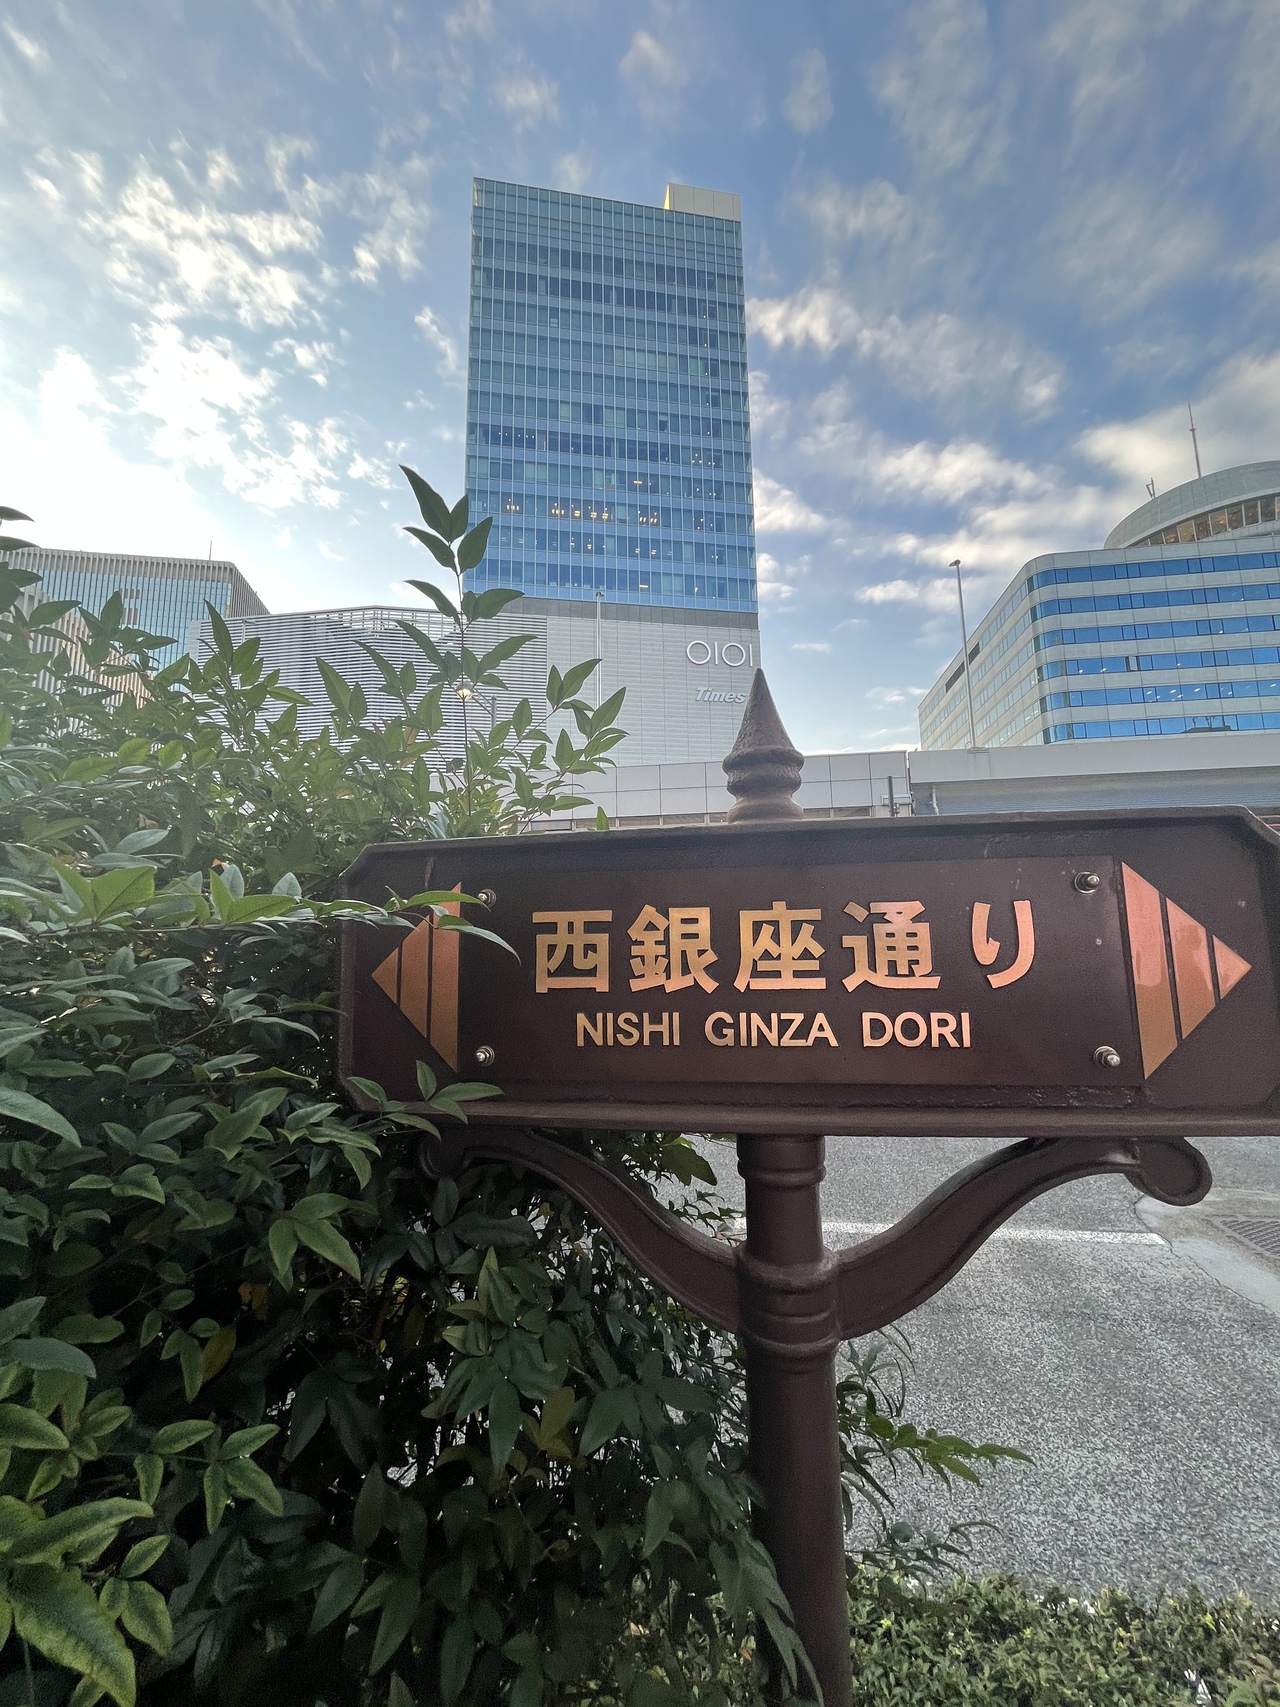 OIOI
Times
西銀座通り
NISHI GINZA DORI